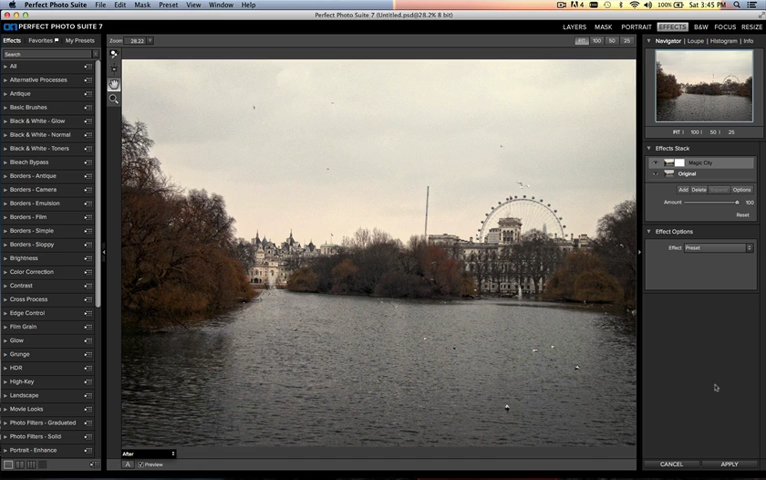 Perfect Photo Suite File Edit Mask Preset View Window Help 4 100% Sat 3:45 PM
Perfect Photo Suite 7 (Untitled.psd@28.2% 8 bit)
on PERFECT PHOTO SUITE 7 LAYERS MASK PORTRAIT EFFECTS B&W FOCUS RESIZE
Effects Favorites My Presets
Zoom 28.22 FIT 100 50 25
Navigator Loupe Histogram Info
Search
All
Alternative Processes
Antique
Basic Brushes
Black & White - Glow
Black & White - Normal
Black & White - Toners
Bleach Bypass
Borders - Antique
Borders - Camera
Borders - Emulsion
Borders - Film
Borders - Simple
Borders - Sloppy
Brightness
Color Correction
Contrast
Cross Process
Edge Control
Film Grain
Glow
Grunge
HDR
High-Key
Landscape
Movie Looks
Photo Filters - Graduated
Photo Filters - Solid
Portrait - Enhance
After
A Preview
FIT 100 50 25
Effects Stack
Magic City
Original
Add Delete Options
Amount 100
Reset
Effect Options
Effect Preset
CANCEL APPLY